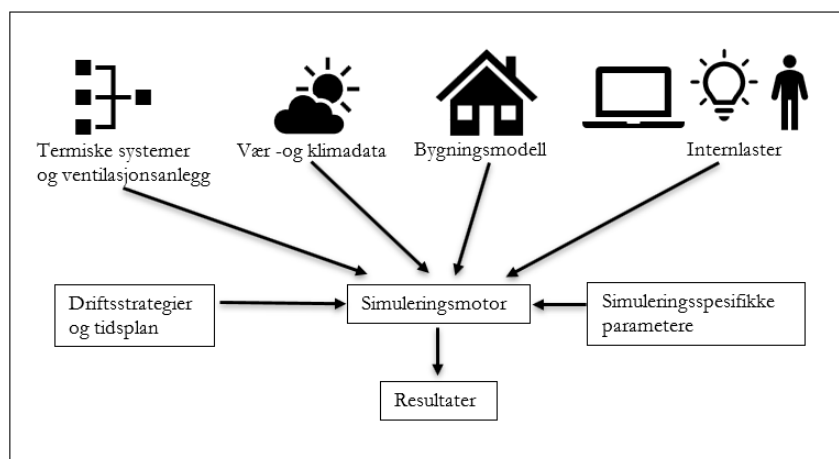 Termiske systemer
og ventilasjonsanlegg
Vær -og klimadata
Bygningsmodell
Internlaster
Driftsstrategier
og tidsplan
Simuleringsmotor
Simuleringsspesifikke
parametere
Resultater